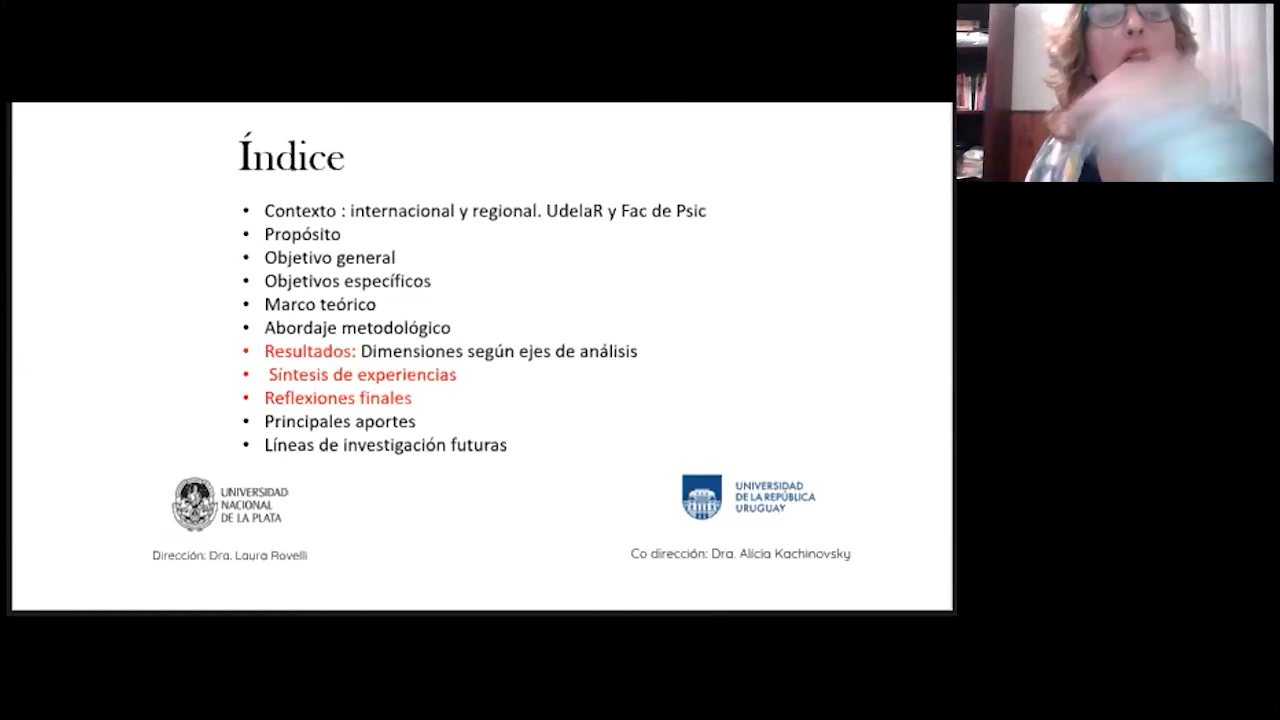 Índice
• Contexto : internacional y regional. UdelaR y Fac de Psic
• Propósito
• Objetivo general
• Objetivos específicos
• Marco teórico
• Abordaje metodológico
• Resultados: Dimensiones según ejes de análisis
• Síntesis de experiencias
• Reflexiones finales
• Principales aportes
• Líneas de investigación futuras
UNIVERSIDAD
NACIONAL
DE LA PLATA
UNIVERSIDAD
DE LA REPÚBLICA
URUGUAY
Dirección: Dra. Laura Rovelli
Co dirección: Dra. Alicia Kachinovsky